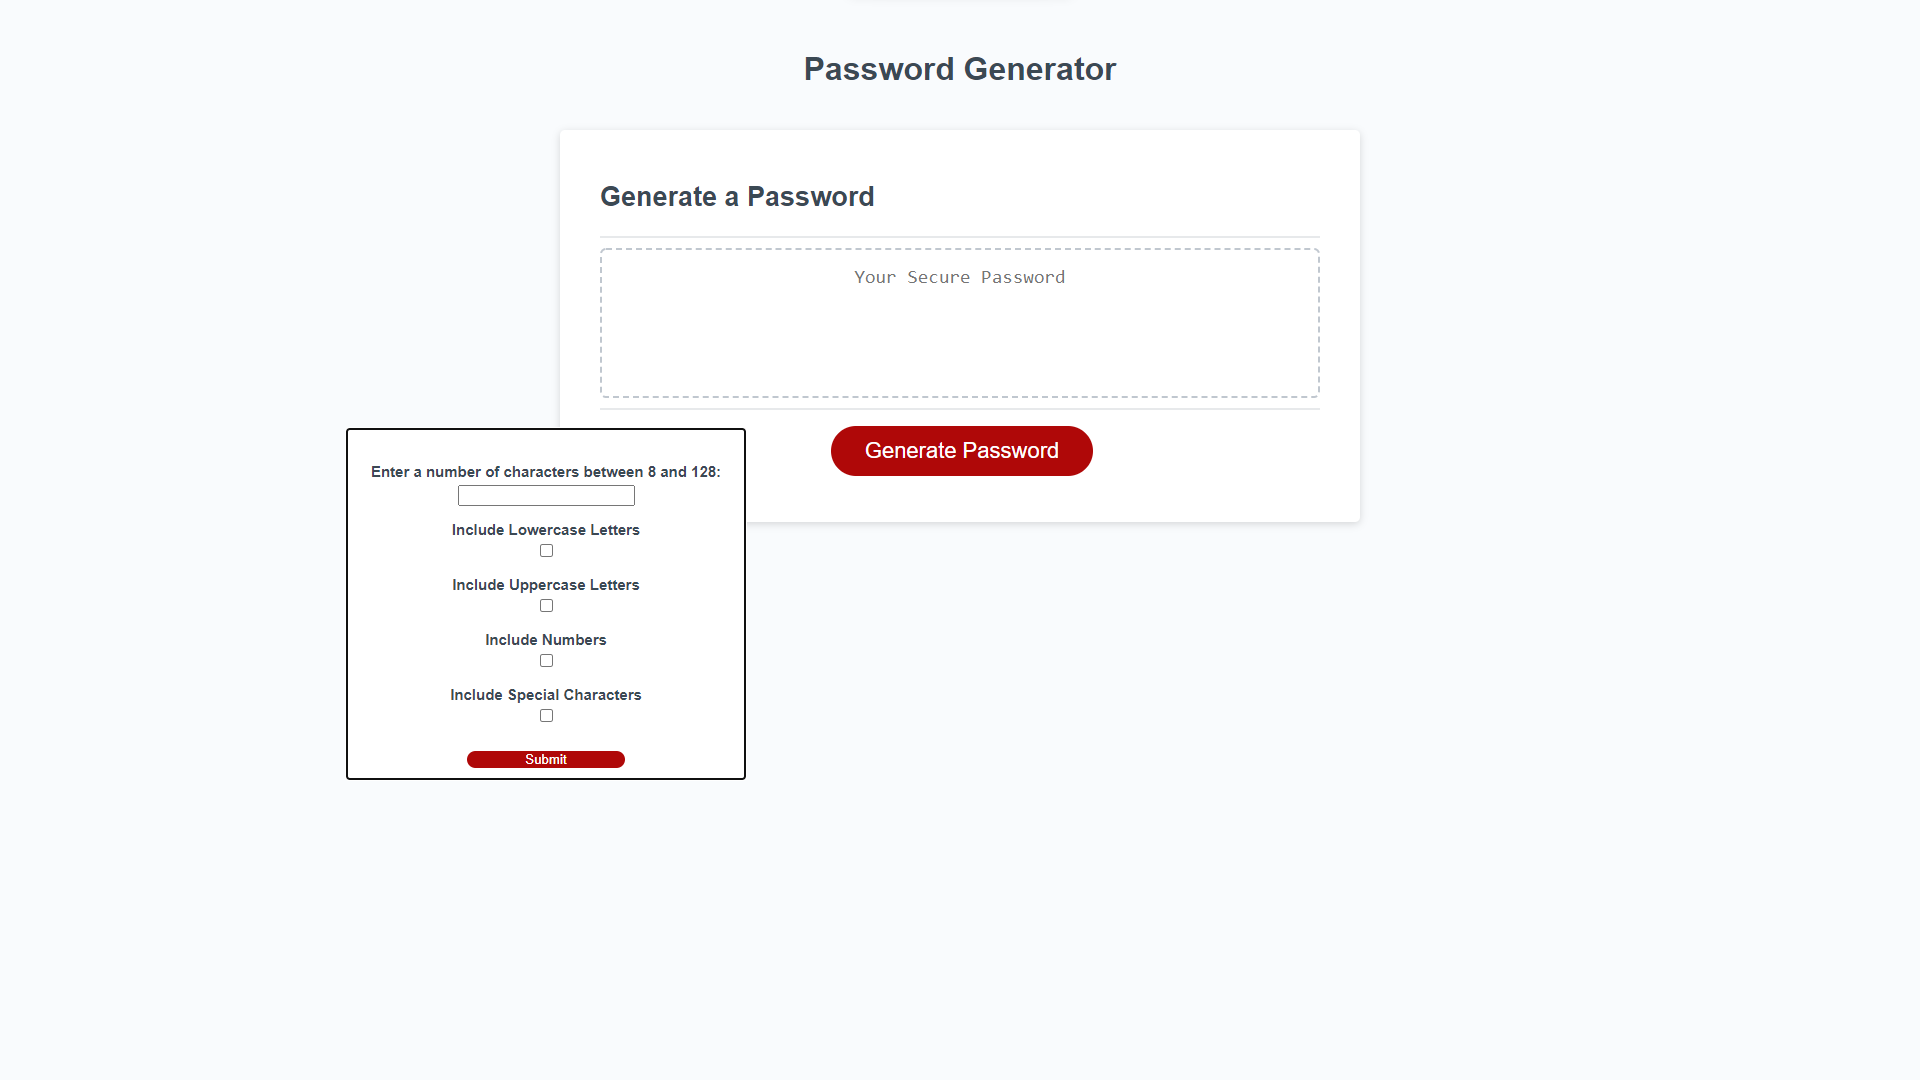 Password Generator
Generate a Password
Your Secure Password
Generate Password
Enter a number of characters between 8 and 128:
Include Lowercase Letters
Include Uppercase Letters
Include Numbers
Include Special Characters
Submit